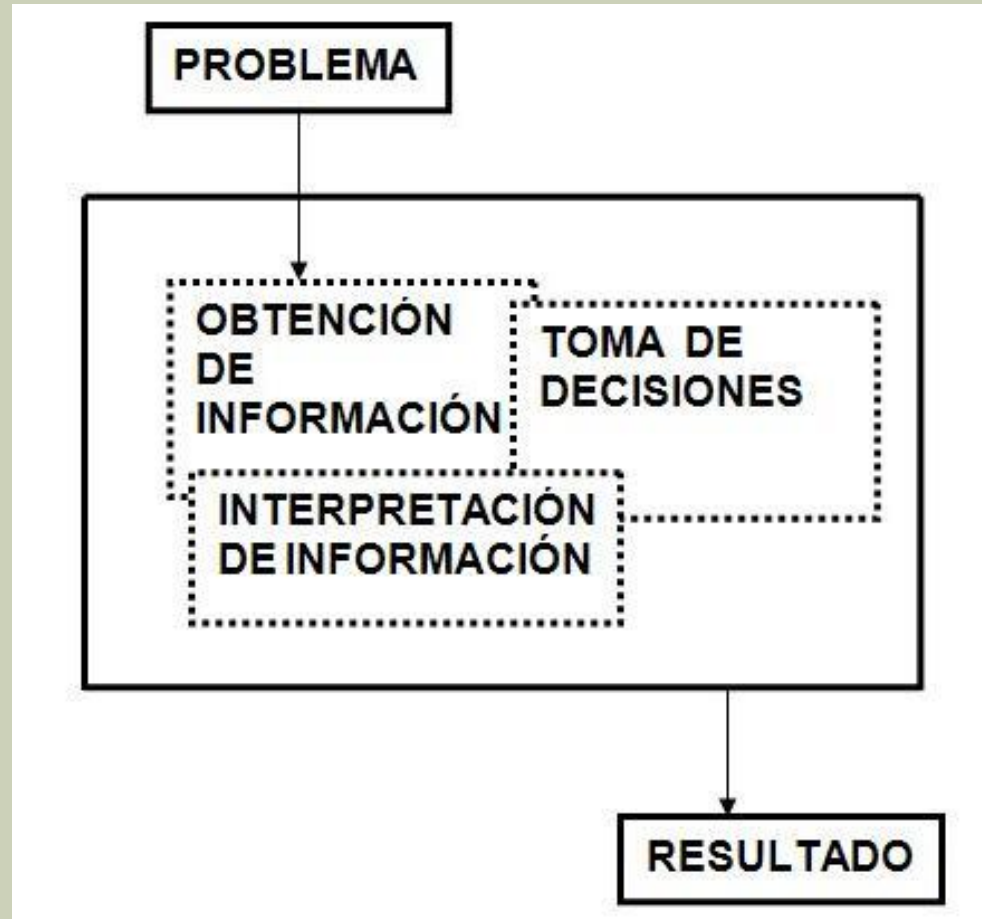 PROBLEMA
OBTENCIÓN
DE
INFORMACIÓN
TOMA DE
DECISIONES
INTERPRETACIÓN
DE INFORMACIÓN
RESULTADO